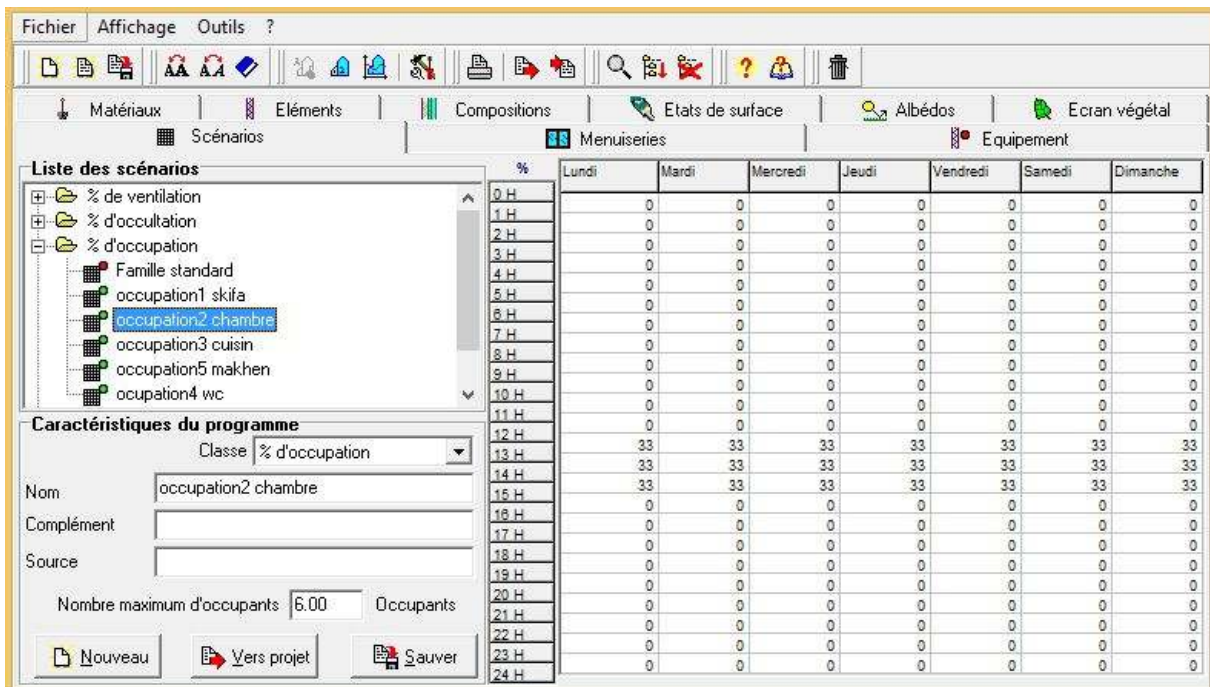 Fichier Affichage Outils ?
Matériaux Eléments Compositions Etats de surface Albédos Ecran végétal
Scénarios Menuiseries Equipement
Liste des scénarios
% de ventilation
% d'occultation
% d'occupation
Famille standard
occupation1 skifa
occupation2 chambre
occupation3 cuisin
occupation5 makhen
ocupation4 wc
Caractéristiques du programme
Classe % d'occupation
Nom occupation2 chambre
Complément
Source
Nombre maximum d'occupants 6.00 Occupants
Nouveau Vers projet Sauver
% Lundi Mardi Mercredi Jeudi Vendredi Samedi Dimanche
0 H
1 H
2 H
3 H
4 H
5 H
6 H
7 H
8 H
9 H
10 H
11 H
12 H
13 H
14 H
15 H
16 H
17 H
18 H
19 H
20 H
21 H
22 H
23 H
24 H
0 0 0 0 0 0 0
0 0 0 0 0 0 0
0 0 0 0 0 0 0
0 0 0 0 0 0 0
0 0 0 0 0 0 0
0 0 0 0 0 0 0
0 0 0 0 0 0 0
0 0 0 0 0 0 0
0 0 0 0 0 0 0
0 0 0 0 0 0 0
0 0 0 0 0 0 0
0 0 0 0 0 0 0
33 33 33 33 33 33 33
33 33 33 33 33 33 33
33 33 33 33 33 33 33
0 0 0 0 0 0 0
0 0 0 0 0 0 0
0 0 0 0 0 0 0
0 0 0 0 0 0 0
0 0 0 0 0 0 0
0 0 0 0 0 0 0
0 0 0 0 0 0 0
0 0 0 0 0 0 0
0 0 0 0 0 0 0